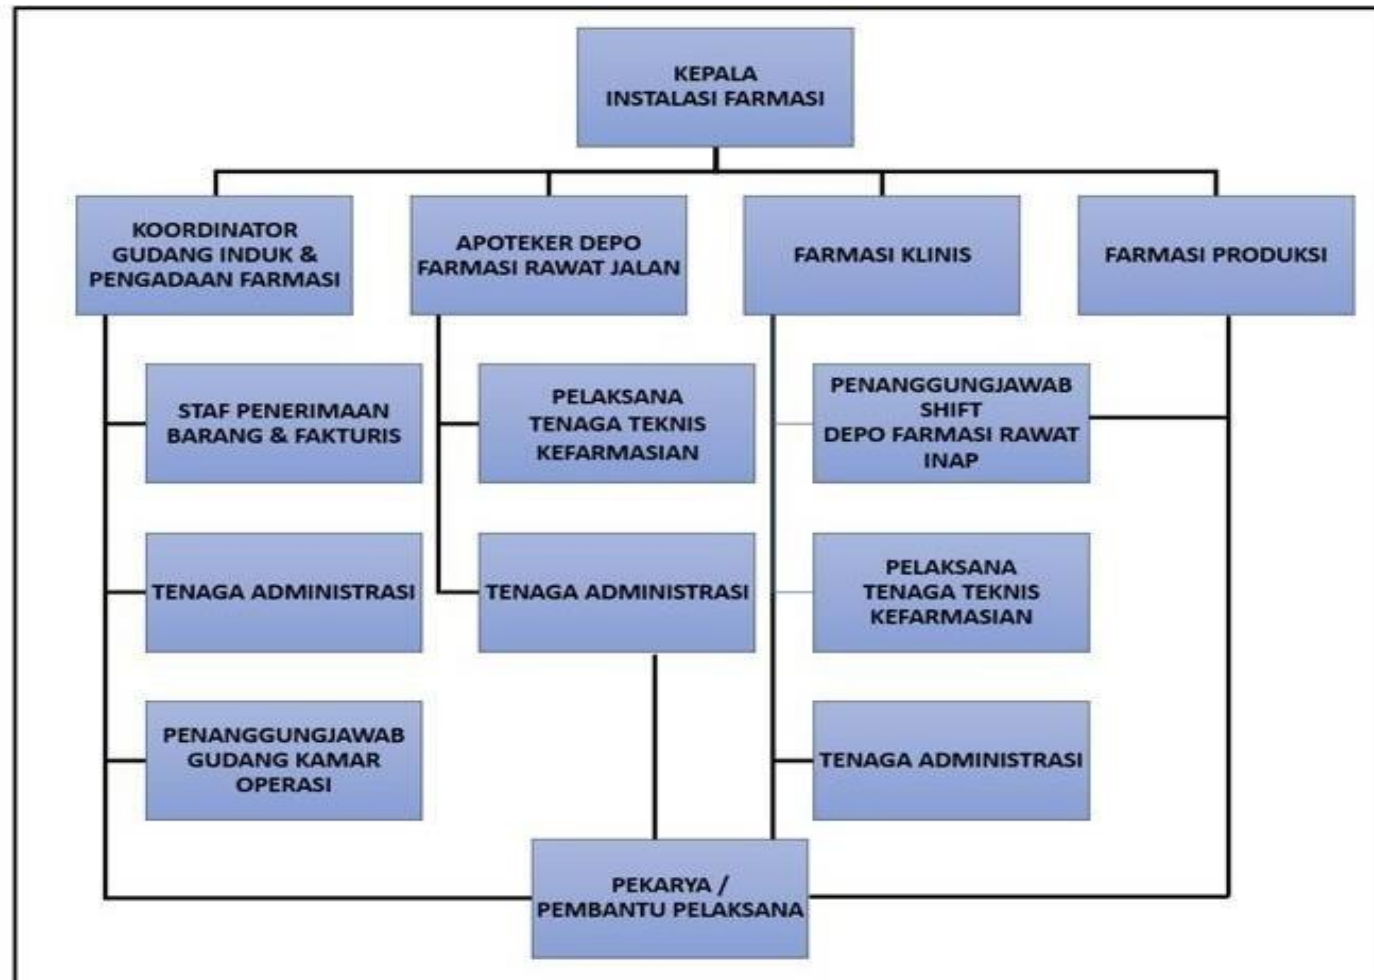 KEPALA
INSTALASI FARMASI
KOORDINATOR
GUDANG INDUK &
PENGADAAN FARMASI
APOTEKER DEPO
FARMASI RAWAT JALAN
FARMASI KLINIS
FARMASI PRODUKSI
STAF PENERIMAAN
BARANG & FAKTURIS
PELAKSANA
TENAGA TEKNIS
KEFARMASIAN
PENANGGUNGJAWAB
SHIFT
DEPO FARMASI RAWAT
INAP
TENAGA ADMINISTRASI
TENAGA ADMINISTRASI
PELAKSANA
TENAGA TEKNIS
KEFARMASIAN
PENANGGUNGJAWAB
GUDANG KAMAR
OPERASI
TENAGA ADMINISTRASI
PEKARYA /
PEMBANTU PELAKSANA